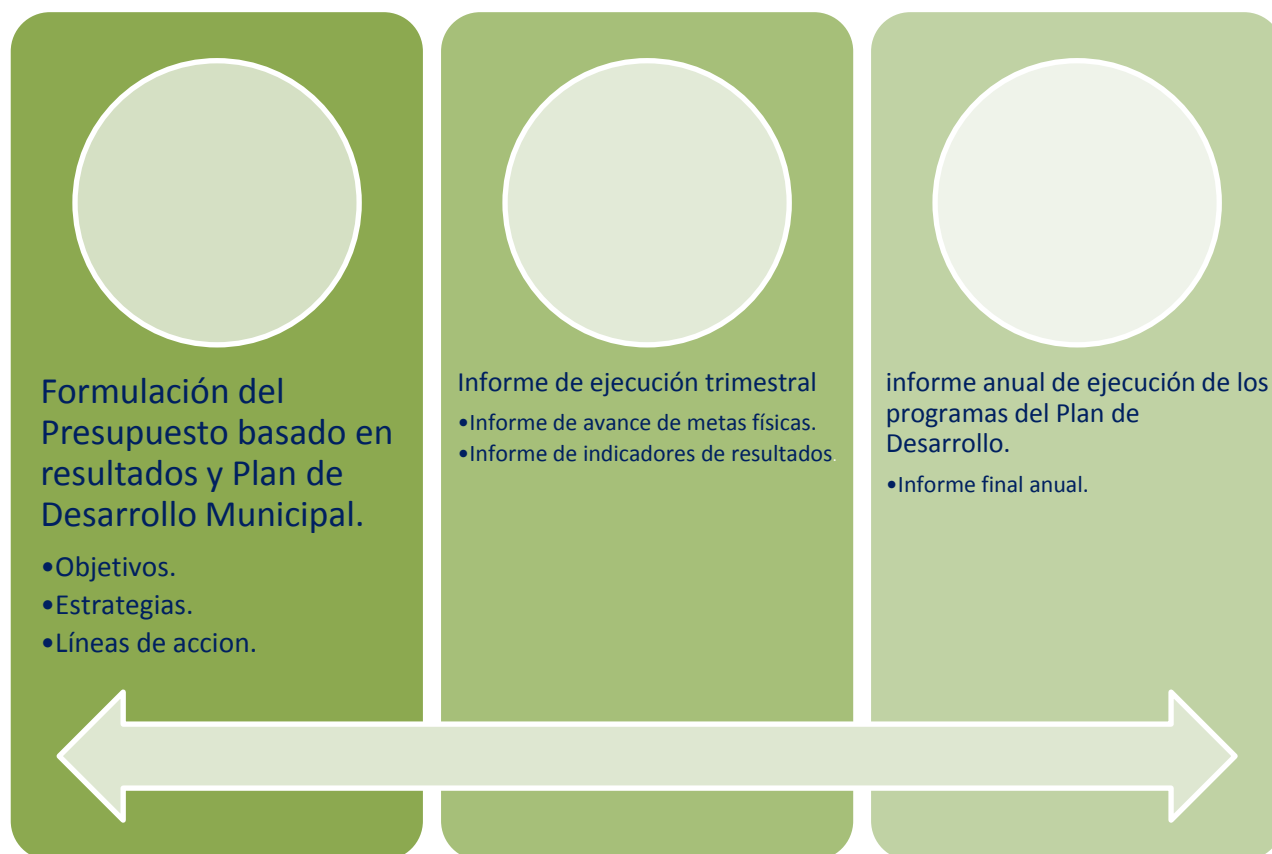 Formulación del
Presupuesto basado en
resultados y Plan de
Desarrollo Municipal.
•Objetivos.
•Estrategias.
•Líneas de accion.
Informe de ejecución trimestral
•Informe de avance de metas físicas.
•Informe de indicadores de resultados.
informe anual de ejecución de los
programas del Plan de
Desarrollo.
•Informe final anual.